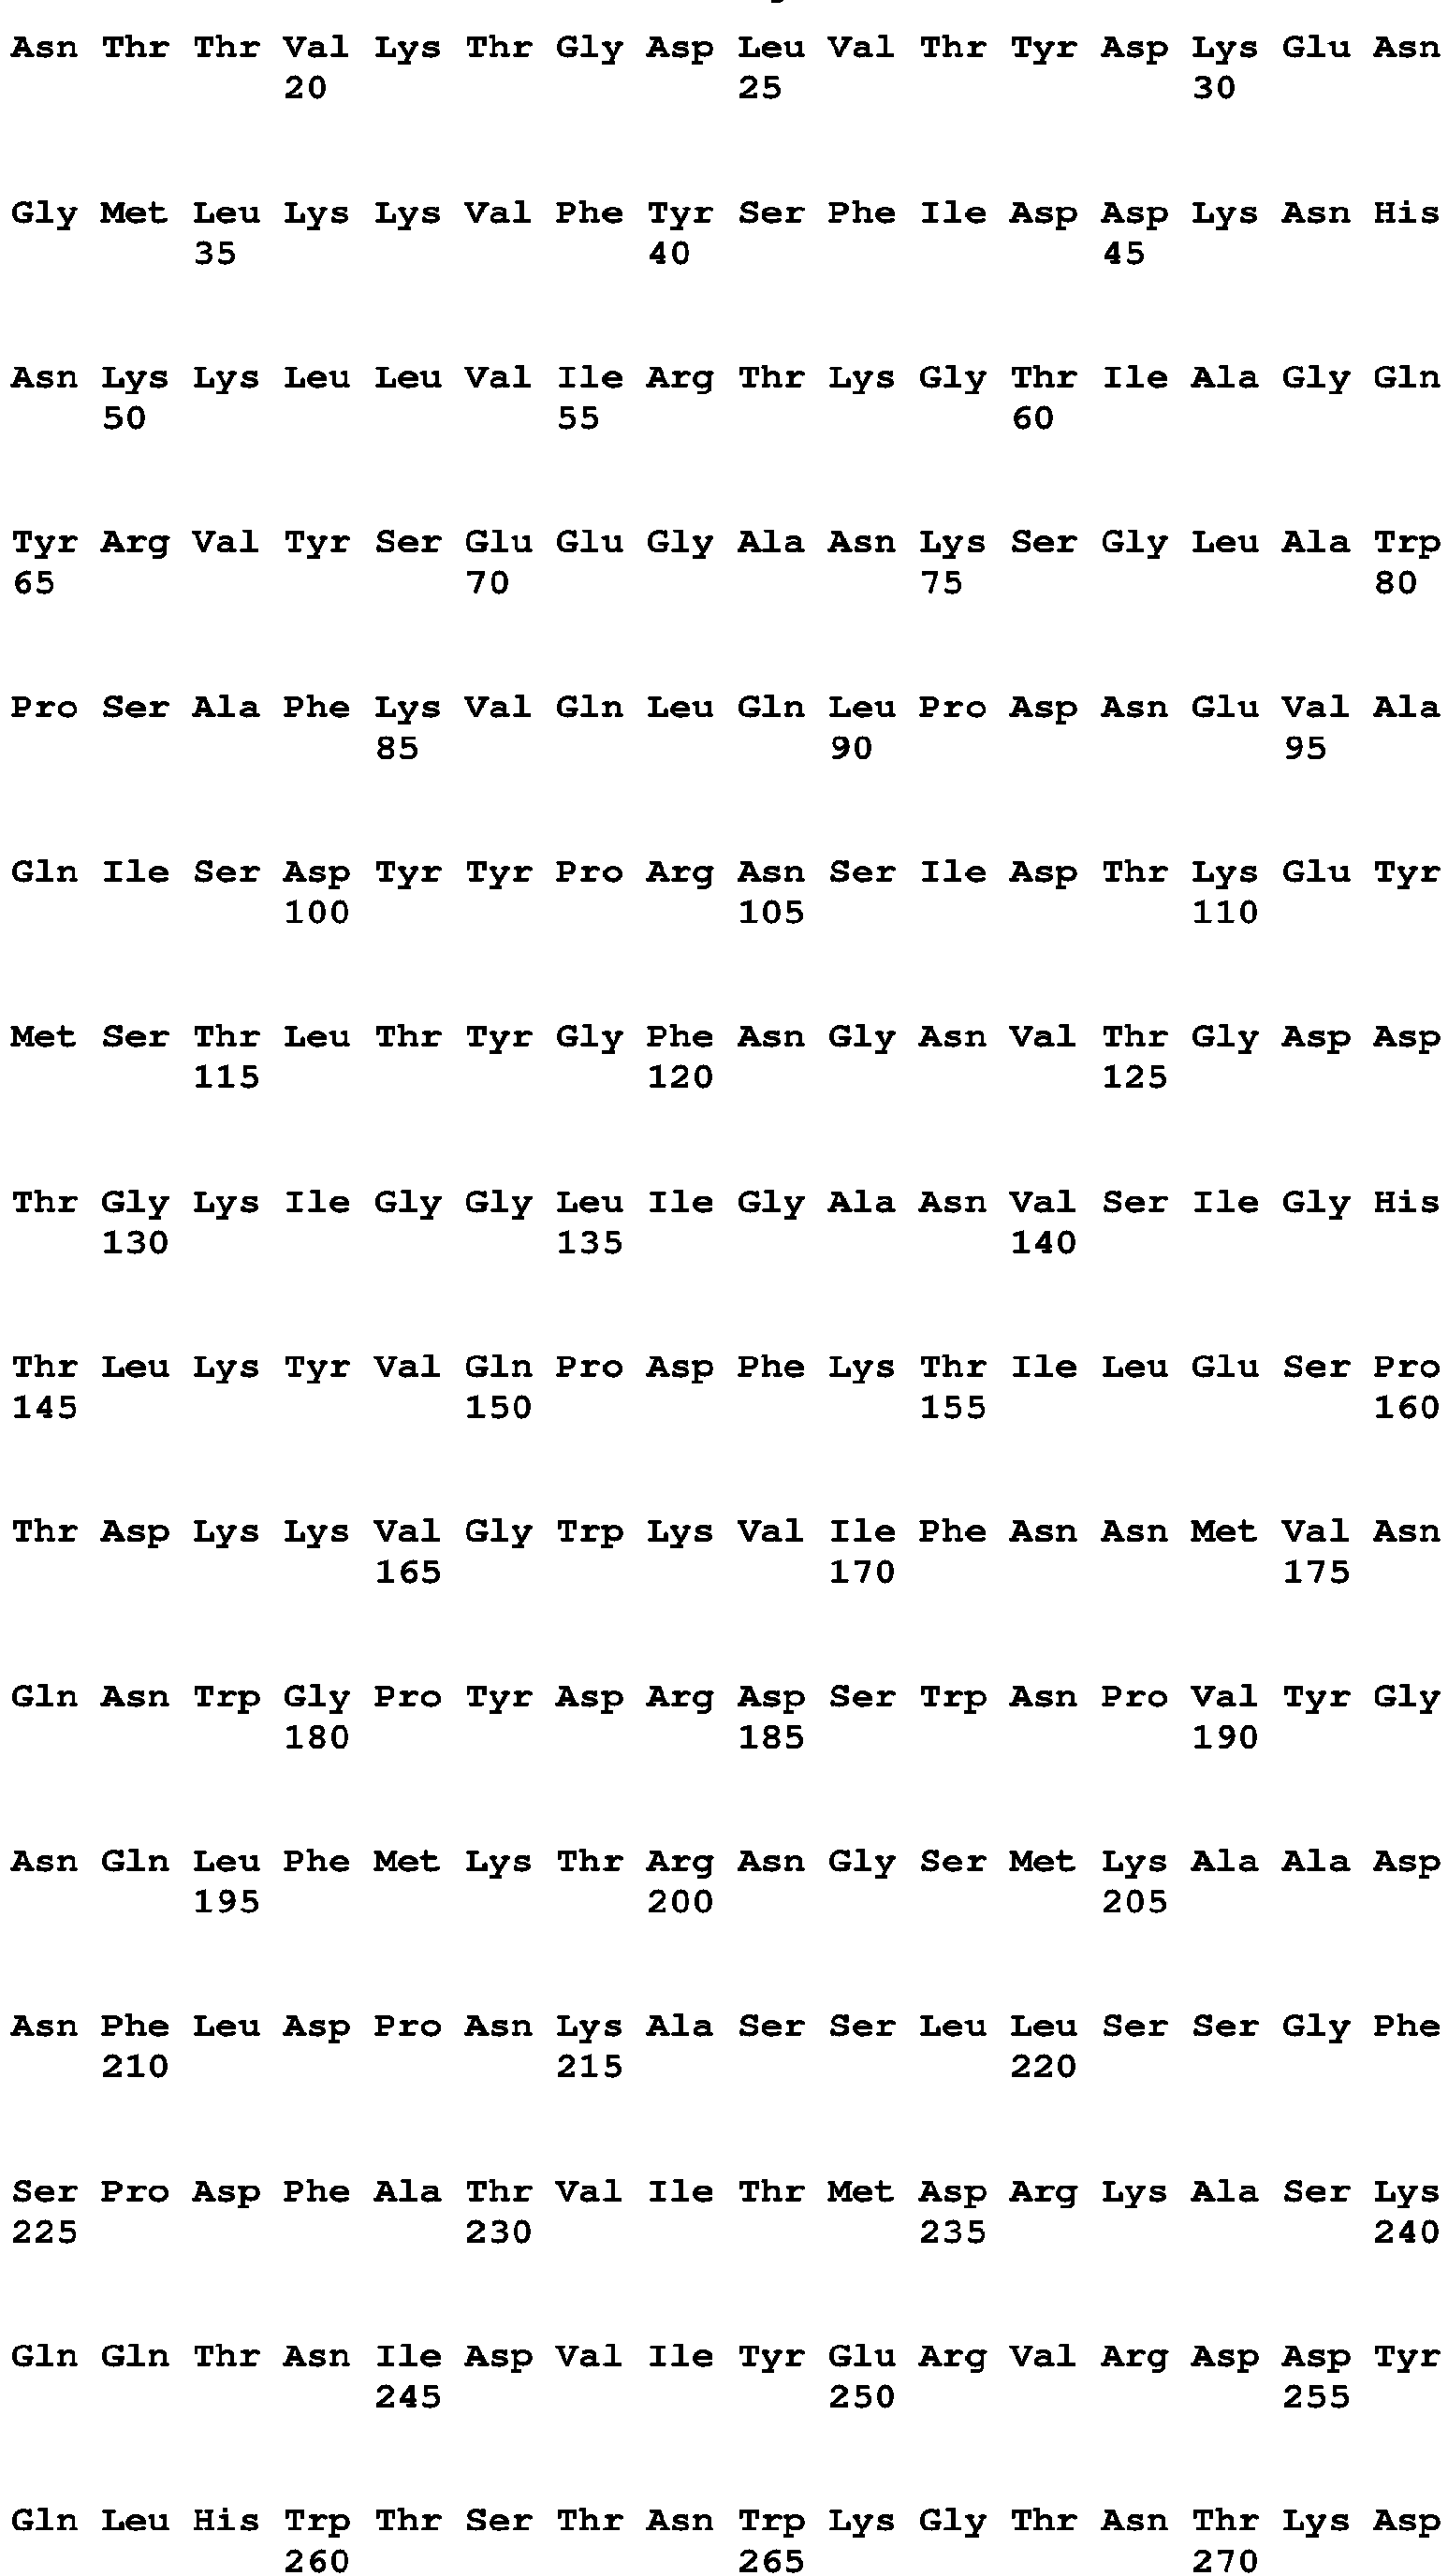 Asn Thr Thr Val Lys Thr Gly Asp Leu Val Thr Tyr Asp Lys Glu Asn
20 25 30
Gly Met Leu Lys Lys Val Phe Tyr Ser Phe Ile Asp Asp Lys Asn His
35 40 45
Asn Lys Lys Leu Leu Val Ile Arg Thr Lys Gly Thr Ile Ala Gly Gln
50 55 60
Tyr Arg Val Tyr Ser Glu Glu Gly Ala Asn Lys Ser Gly Leu Ala Trp
65 70 75 80
Pro Ser Ala Phe Lys Val Gln Leu Gln Leu Pro Asp Asn Glu Val Ala
85 90 95
Gln Ile Ser Asp Tyr Tyr Pro Arg Asn Ser Ile Asp Thr Lys Glu Tyr
100 105 110
Met Ser Thr Leu Thr Tyr Gly Phe Asn Gly Asn Val Thr Gly Asp Asp
115 120 125
Thr Gly Lys Ile Gly Gly Leu Ile Gly Ala Asn Val Ser Ile Gly His
130 135 140
Thr Leu Lys Tyr Val Gln Pro Asp Phe Lys Thr Ile Leu Glu Ser Pro
145 150 155 160
Thr Asp Lys Lys Val Gly Trp Lys Val Ile Phe Asn Asn Met Val Asn
165 170 175
Gln Asn Trp Gly Pro Tyr Asp Arg Asp Ser Trp Asn Pro Val Tyr Gly
180 185 190
Asn Gln Leu Phe Met Lys Thr Arg Asn Gly Ser Met Lys Ala Ala Asp
195 200 205
Asn Phe Leu Asp Pro Asn Lys Ala Ser Ser Leu Leu Ser Ser Gly Phe
210 215 220
Ser Pro Asp Phe Ala Thr Val Ile Thr Met Asp Arg Lys Ala Ser Lys
225 230 235 240
Gln Gln Thr Asn Ile Asp Val Ile Tyr Glu Arg Val Arg Asp Asp Tyr
245 250 255
Gln Leu His Trp Thr Ser Thr Asn Trp Lys Gly Thr Asn Thr Lys Asp
260 265 270